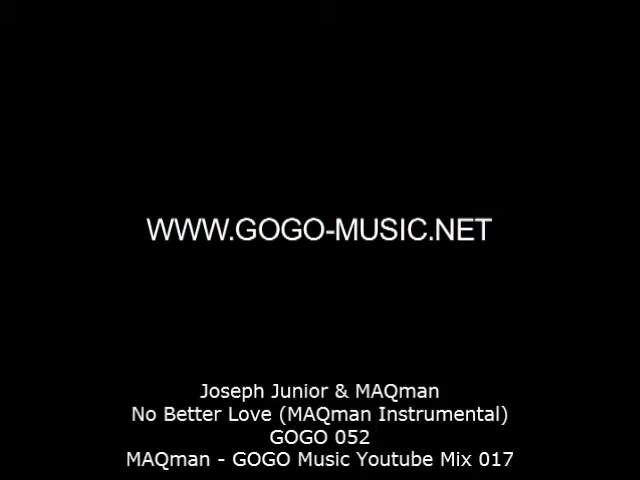 WWW.GOGO-MUSIC.NET
Joseph Junior & MAQman
No Better Love (MAQman Instrumental)
GOGO 052
MAQman - GOGO Music Youtube Mix 017